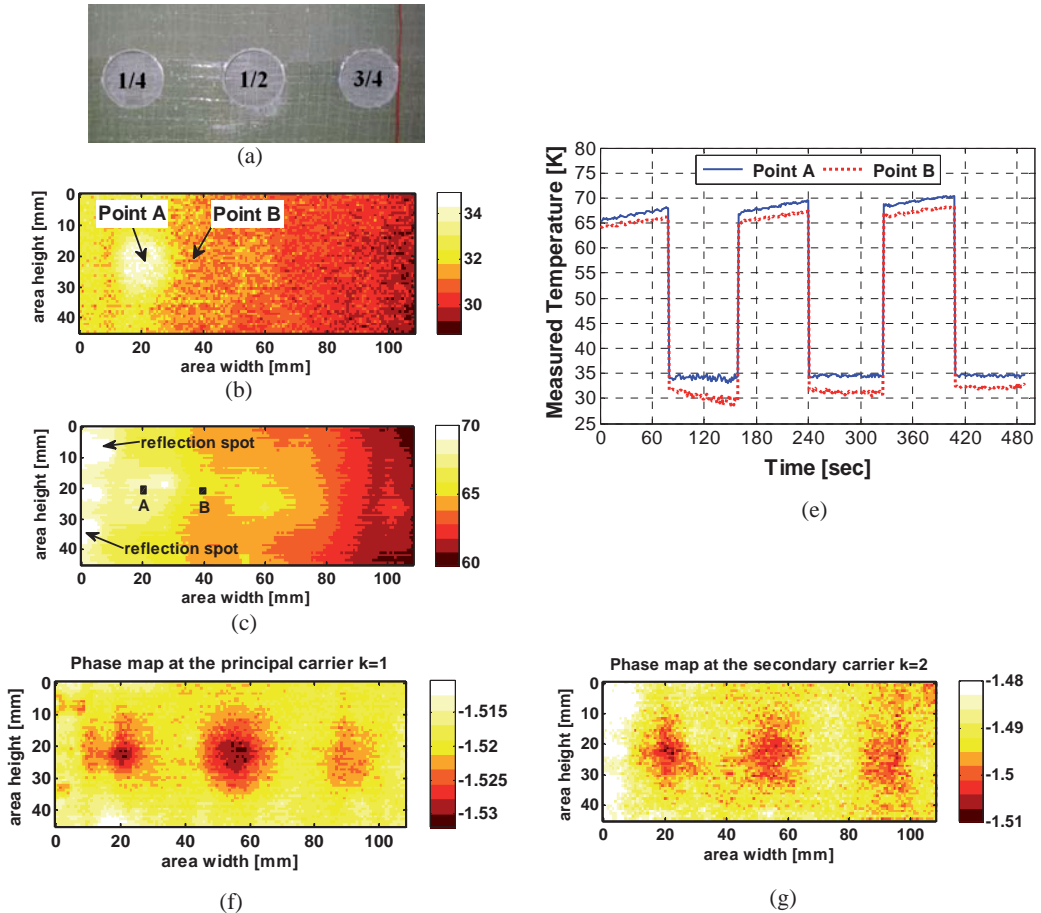 1/4 1/2 3/4
(a)
0
10
20
30
40
area height [mm]
Point A Point B
34
32
30
0 20 40 60 80 100
area width [mm]
(b)
0
10
20
30
40
area height [mm]
reflection spot
A B
reflection spot
70
65
60
0 20 40 60 80 100
area width [mm]
(c)
80
75
70
65
60
55
50
45
40
35
30
25
Measured Temperature [K]
Point A Point B
0 60 120 180 240 300 360 420 480
Time [sec]
(e)
Phase map at the principal carrier k=1
0
10
20
30
40
area height [mm]
-1.515
-1.52
-1.525
-1.53
20 40 60 80 100
area width [mm]
(f)
Phase map at the secondary carrier k=2
0
10
20
30
40
area height [mm]
-1.48
-1.49
-1.5
-1.51
0 20 40 60 80 100
area width [mm]
(g)